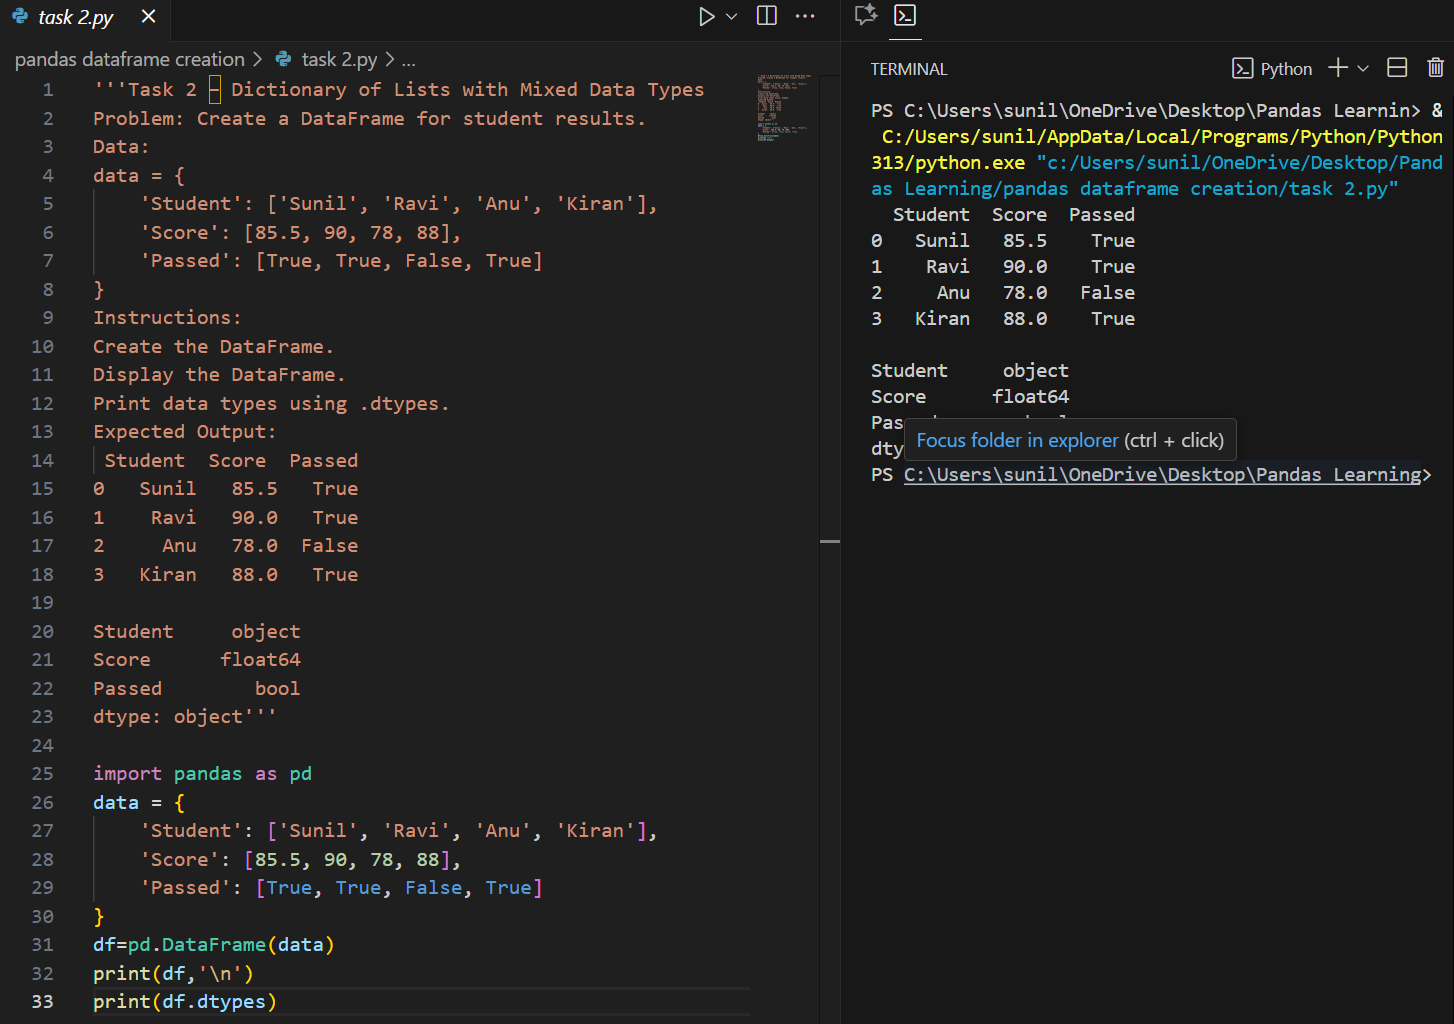 task 2.py
pandas dataframe creation > task 2.py > ...
1 '''Task 2 – Dictionary of Lists with Mixed Data Types
2 Problem: Create a DataFrame for student results.
3 Data:
4 data = {
5     'Student': ['Sunil', 'Ravi', 'Anu', 'Kiran'],
6     'Score': [85.5, 90, 78, 88],
7     'Passed': [True, True, False, True]
8 }
9 Instructions:
10 Create the DataFrame.
11 Display the DataFrame.
12 Print data types using .dtypes.
13 Expected Output:
14  Student  Score  Passed
15 0   Sunil   85.5   True
16 1    Ravi   90.0   True
17 2     Anu   78.0  False
18 3   Kiran   88.0   True
19
20 Student     object
21 Score      float64
22 Passed        bool
23 dtype: object'''
24
25 import pandas as pd
26 data = {
27     'Student': ['Sunil', 'Ravi', 'Anu', 'Kiran'],
28     'Score': [85.5, 90, 78, 88],
29     'Passed': [True, True, False, True]
30 }
31 df=pd.DataFrame(data)
32 print(df,'\n')
33 print(df.dtypes)
TERMINAL
Python
PS C:\Users\sunil\OneDrive\Desktop\Pandas Learnin> &
C:/Users/sunil/AppData/Local/Programs/Python/Python
313/python.exe "c:/Users/sunil/OneDrive/Desktop/Pand
as Learning/pandas dataframe creation/task 2.py"
  Student  Score  Passed
0   Sunil   85.5    True
1    Ravi   90.0    True
2     Anu   78.0   False
3   Kiran   88.0    True
Student     object
Score      float64
Pas
dty
Focus folder in explorer (ctrl + click)
PS C:\Users\sunil\OneDrive\Desktop\Pandas Learning>